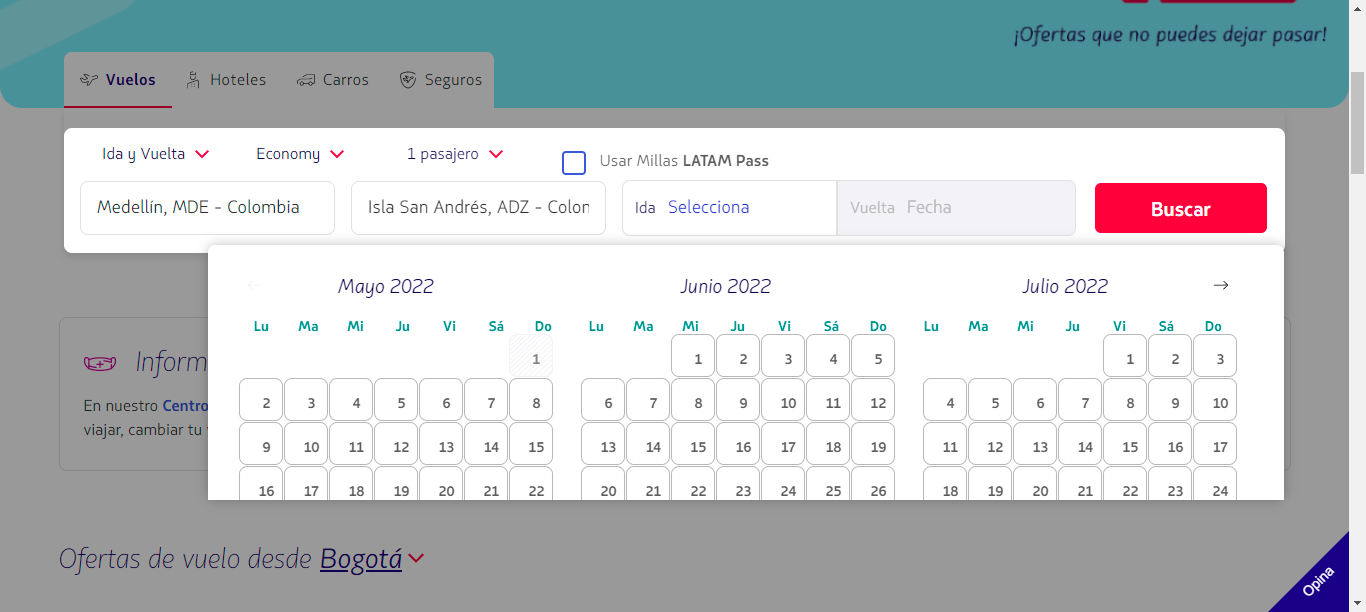 ¡Ofertas que no puedes dejar pasar!
Vuelos Hoteles Carros Seguros
Ida y Vuelta Economy 1 pasajero Usar Millas LATAM Pass
Medellín, MDE - Colombia Isla San Andrés, ADZ - Colon Ida Selecciona Vuelta Fecha Buscar
Mayo 2022 Junio 2022 Julio 2022
Lu Ma Mi Ju Vi Sá Do Lu Ma Mi Ju Vi Sá Do Lu Ma Mi Ju Vi Sá Do
1 1 2 3 4 5 1 2 3
2 3 4 5 6 7 8 6 7 8 9 10 11 12 4 5 6 7 8 9 10
9 10 11 12 13 14 15 13 14 15 16 17 18 19 11 12 13 14 15 16 17
16 17 18 19 20 21 22 20 21 22 23 24 25 26 18 19 20 21 22 23 24
Inform
En nuestro Centro
viajar, cambiar tu
Ofertas de vuelo desde Bogotá
Opina